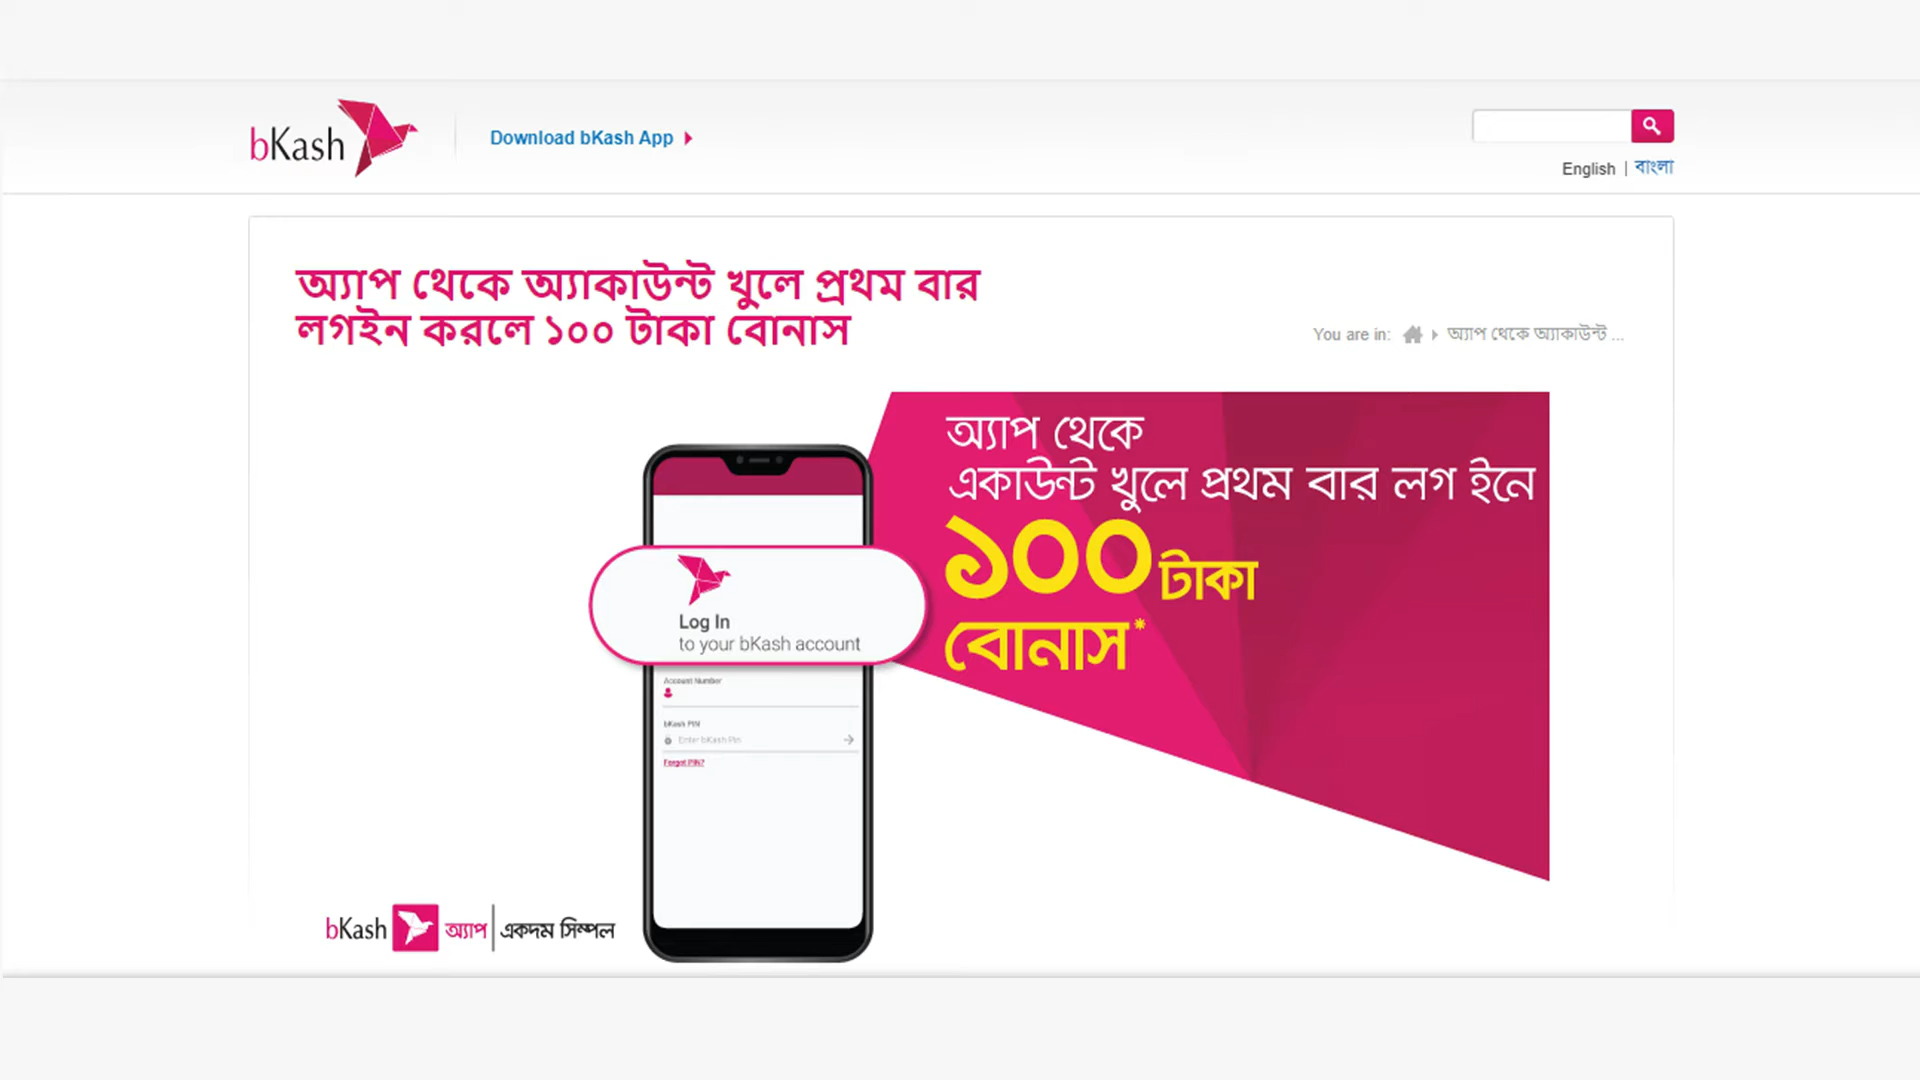 bKash
Download bKash App
English | বাংলা
অ্যাপ থেকে অ্যাকাউন্ট খুলে প্রথম বার
লগইন করলে ১০০ টাকা বোনাস
You are in: অ্যাপ থেকে অ্যাকাউন্ট ...
অ্যাপ থেকে
একাউন্ট খুলে প্রথম বার লগ ইনে
১০০ টাকা
বোনাস*
Log In
to your bKash account
Account Number
bKash PIN
Enter bKash Pin
Forgot PIN?
bKash অ্যাপ | একদম সিম্পল